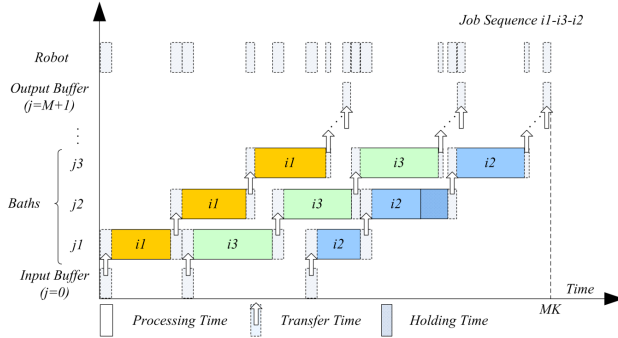 Job Sequence i1-i3-i2
Robot
Output Buffer
(j=M+1)
⋮
j3 i1 i3 i2
Baths
j2 i1 i3 i2
j1 i1 i3 i2
Input Buffer
(j=0)
Time
MK
Processing Time Transfer Time Holding Time